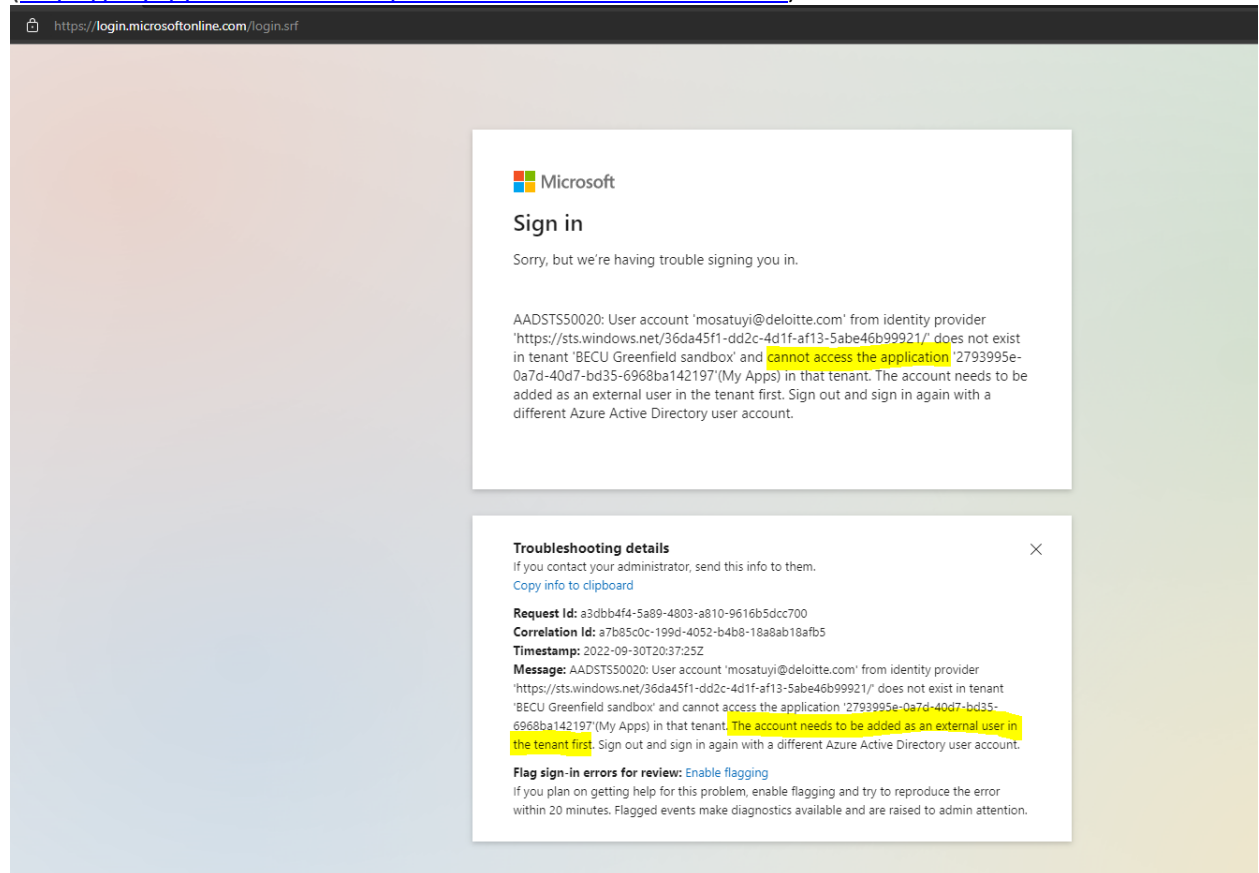 https://login.microsoftonline.com/login.srf
Microsoft
Sign in
Sorry, but we're having trouble signing you in.
AADSTS50020: User account 'mosatuyi@deloitte.com' from identity provider
'https://sts.windows.net/36da45f1-dd2c-4d1f-af13-5abe46b99921/' does not exist
in tenant 'BECU Greenfield sandbox' and cannot access the application '2793995e-
0a7d-40d7-bd35-6968ba142197'(My Apps) in that tenant. The account needs to be
added as an external user in the tenant first. Sign out and sign in again with a
different Azure Active Directory user account.
Troubleshooting details
If you contact your administrator, send this info to them.
Copy info to clipboard
Request Id: a3dbb4f4-5a89-4803-a810-9616b5dcc700
Correlation Id: a7b85c0c-199d-4052-b4b8-18a8ab18afb5
Timestamp: 2022-09-30T20:37:25Z
Message: AADSTS50020: User account 'mosatuyi@deloitte.com' from identity provider
'https://sts.windows.net/36da45f1-dd2c-4d1f-af13-5abe46b99921/' does not exist in tenant
'BECU Greenfield sandbox' and cannot access the application '2793995e-0a7d-40d7-bd35-
6968ba142197'(My Apps) in that tenant. The account needs to be added as an external user in
the tenant first. Sign out and sign in again with a different Azure Active Directory user account.
Flag sign-in errors for review: Enable flagging
If you plan on getting help for this problem, enable flagging and try to reproduce the error
within 20 minutes. Flagged events make diagnostics available and are raised to admin attention.